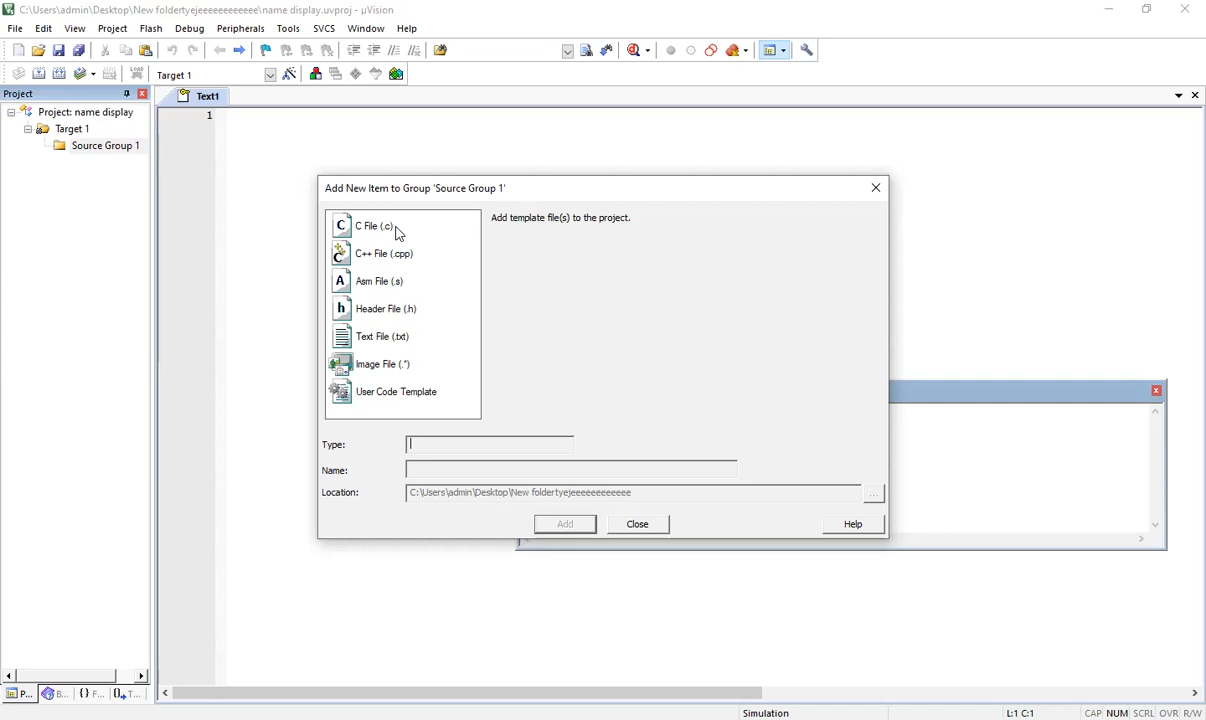 C:\Users\admin\Desktop\New foldertyejeeeeeeeeeeee\name display.uvproj - µVision
File Edit View Project Flash Debug Peripherals Tools SVCS Window Help
LOAD Target 1
Project
Text1
Project: name display
1
Target 1
Source Group 1
Add New Item to Group 'Source Group 1'
C File (.c)
Add template file(s) to the project.
C++ File (.cpp)
Asm File (.s)
Header File (.h)
Text File (.txt)
Image File (.*)
User Code Template
Type:
Name:
Location: C:\Users\admin\Desktop\New foldertyejeeeeeeeeeeee ...
Add Close Help
P... B... {} F... T...
Simulation L:1 C:1 CAP NUM SCRL OVR R/W